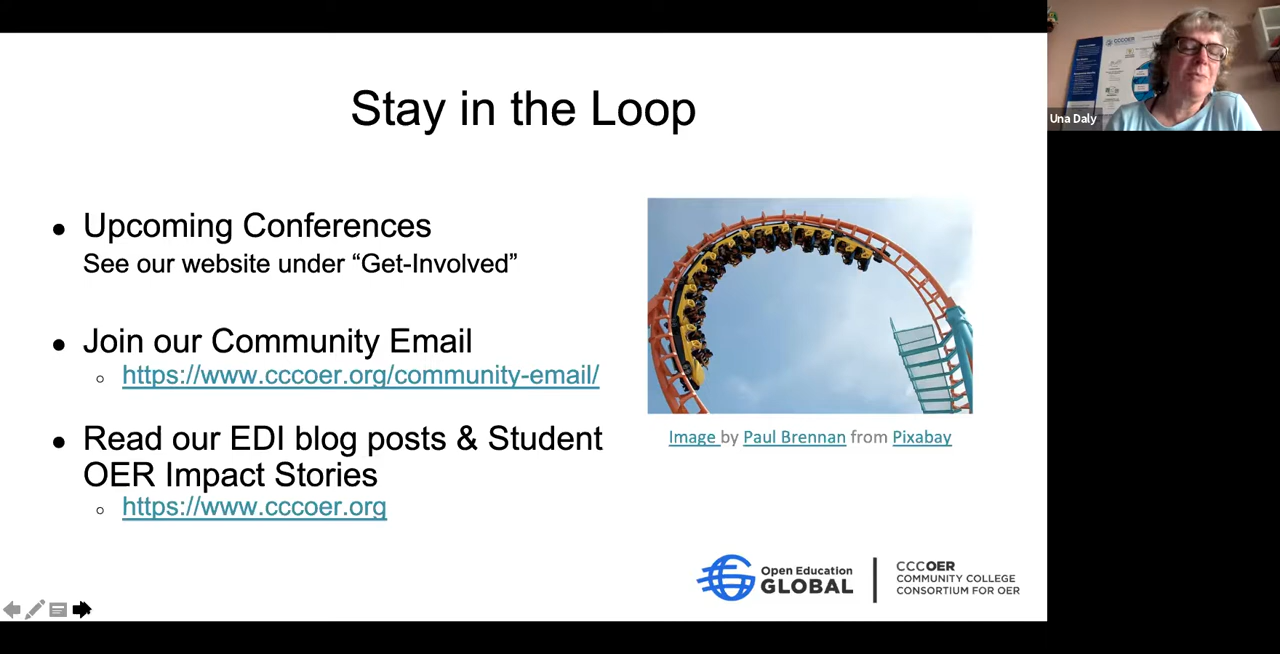 Stay in the Loop
Upcoming Conferences
See our website under “Get-Involved”
Join our Community Email
https://www.cccoer.org/community-email/
Read our EDI blog posts & Student
OER Impact Stories
https://www.cccoer.org
Image by Paul Brennan from Pixabay
Open Education
GLOBAL
CCCOER
COMMUNITY COLLEGE
CONSORTIUM FOR OER
CCCOER
Una Daly